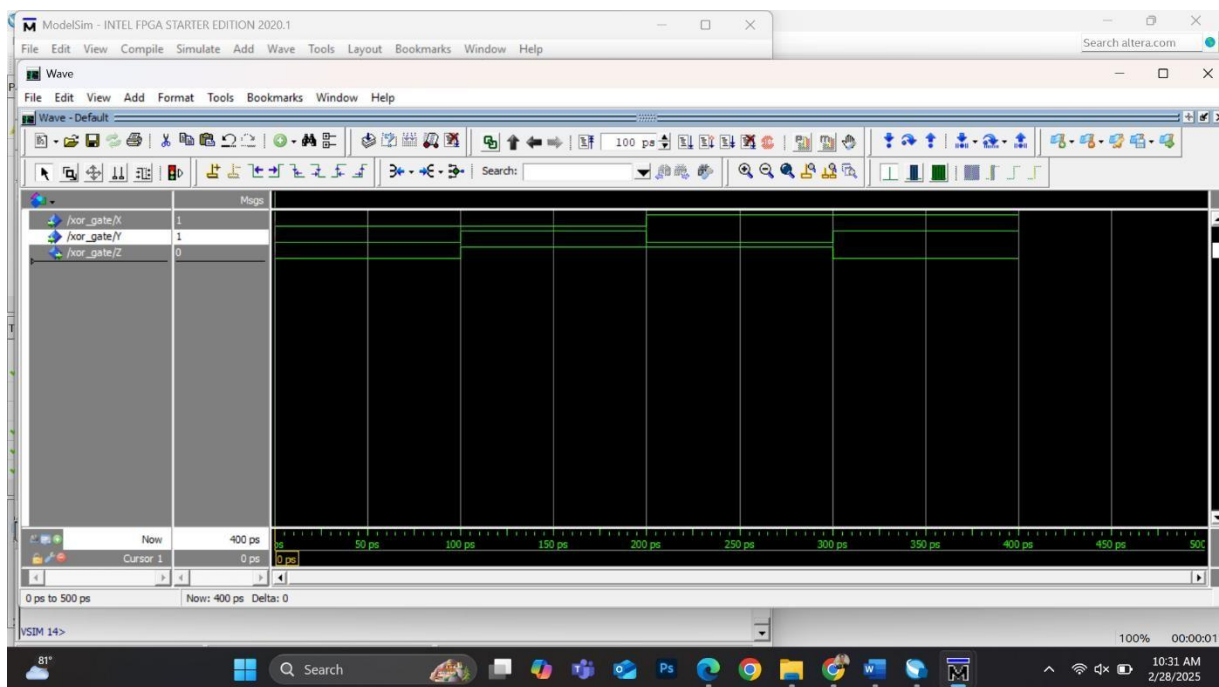 ModelSim - INTEL FPGA STARTER EDITION 2020.1
File Edit View Compile Simulate Add Wave Tools Layout Bookmarks Window Help
Search altera.com
Wave
File Edit View Add Format Tools Bookmarks Window Help
Wave - Default
100 ps
Search:
Msgs
/xor_gate/X 1
/xor_gate/Y 1
/xor_gate/Z 0
Now 400 ps
50 ps 100 ps 150 ps 200 ps 250 ps 300 ps 350 ps 400 ps 450 ps
Cursor 1 0 ps 0 ps
0 ps to 500 ps Now: 400 ps Delta: 0
VSIM 14>
100% 00:00:01
81°
Search
Ps
10:31 AM
2/28/2025